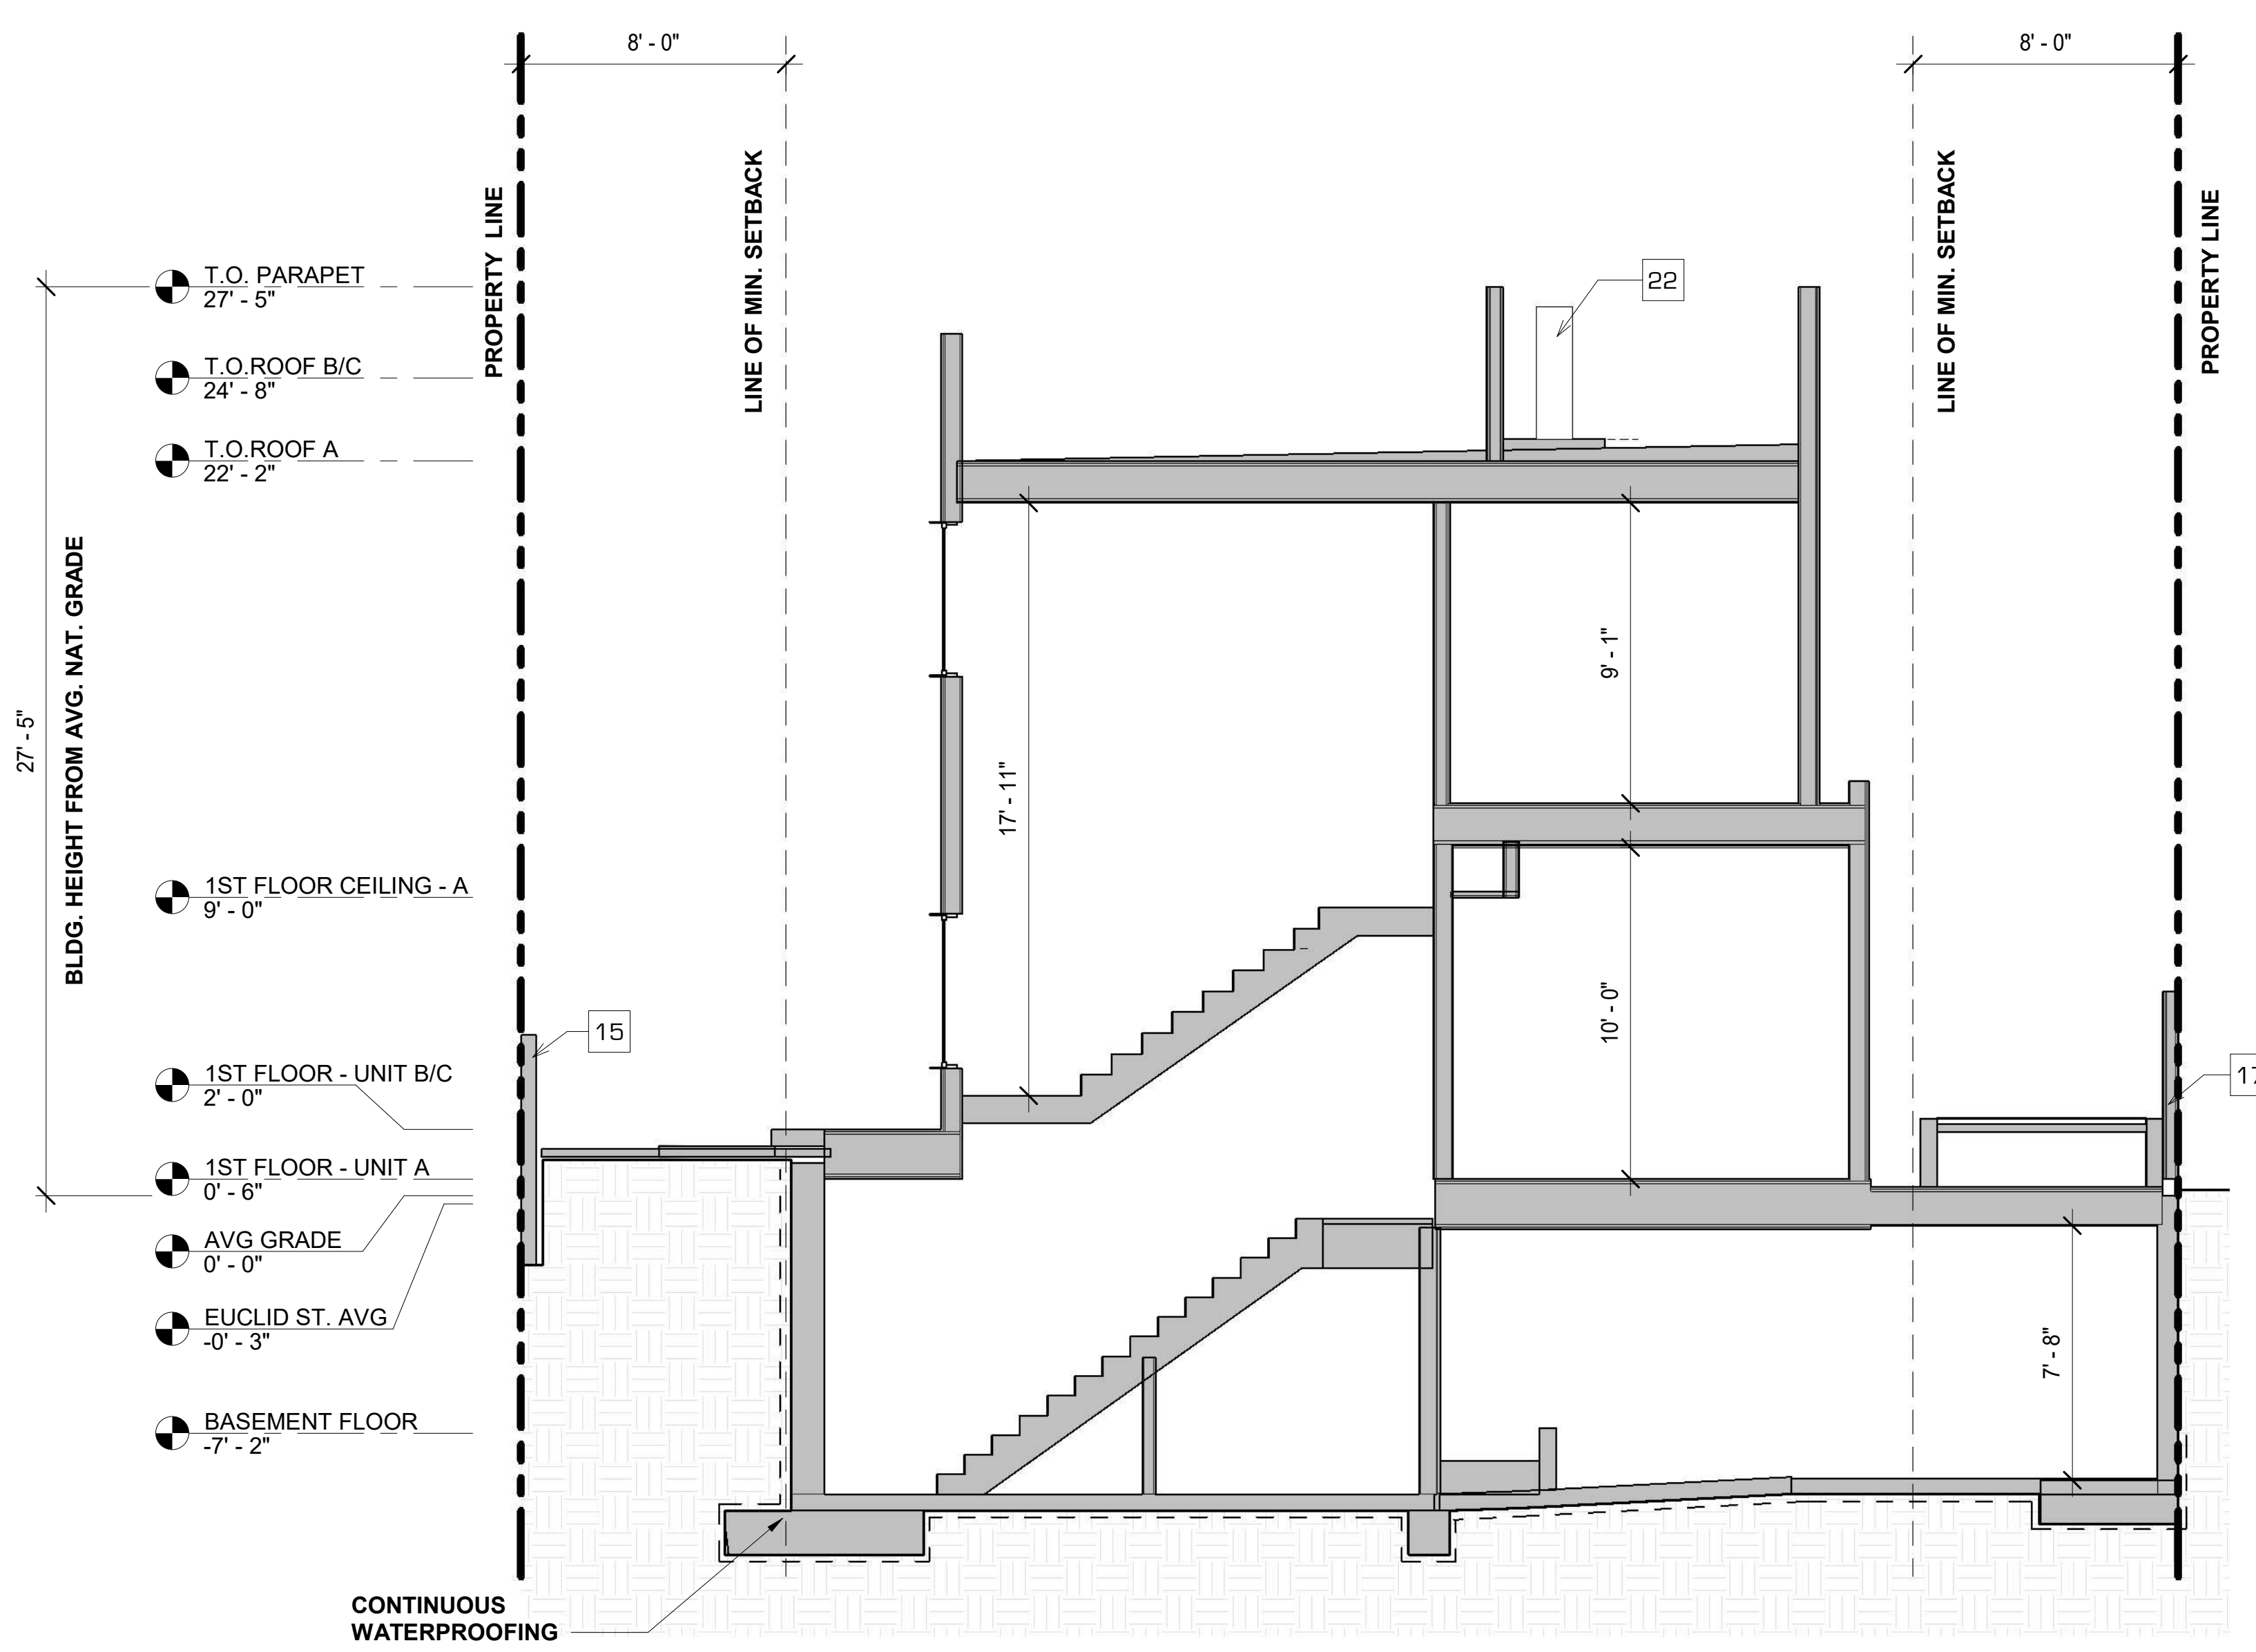 8' - 0"
8' - 0"
PROPERTY LINE
LINE OF MIN. SETBACK
LINE OF MIN. SETBACK
PROPERTY LINE
22
T.O. PARAPET
27' - 5"
T.O.ROOF B/C
24' - 8"
T.O.ROOF A
22' - 2"
27' - 5"
BLDG. HEIGHT FROM AVG. NAT. GRADE
17' - 11"
9' - 1"
1ST FLOOR CEILING - A
9' - 0"
10' - 0"
15
17
1ST FLOOR - UNIT B/C
2' - 0"
1ST FLOOR - UNIT A
0' - 6"
AVG GRADE
0' - 0"
EUCLID ST. AVG
-0' - 3"
7' - 8"
BASEMENT FLOOR
-7' - 2"
CONTINUOUS
WATERPROOFING